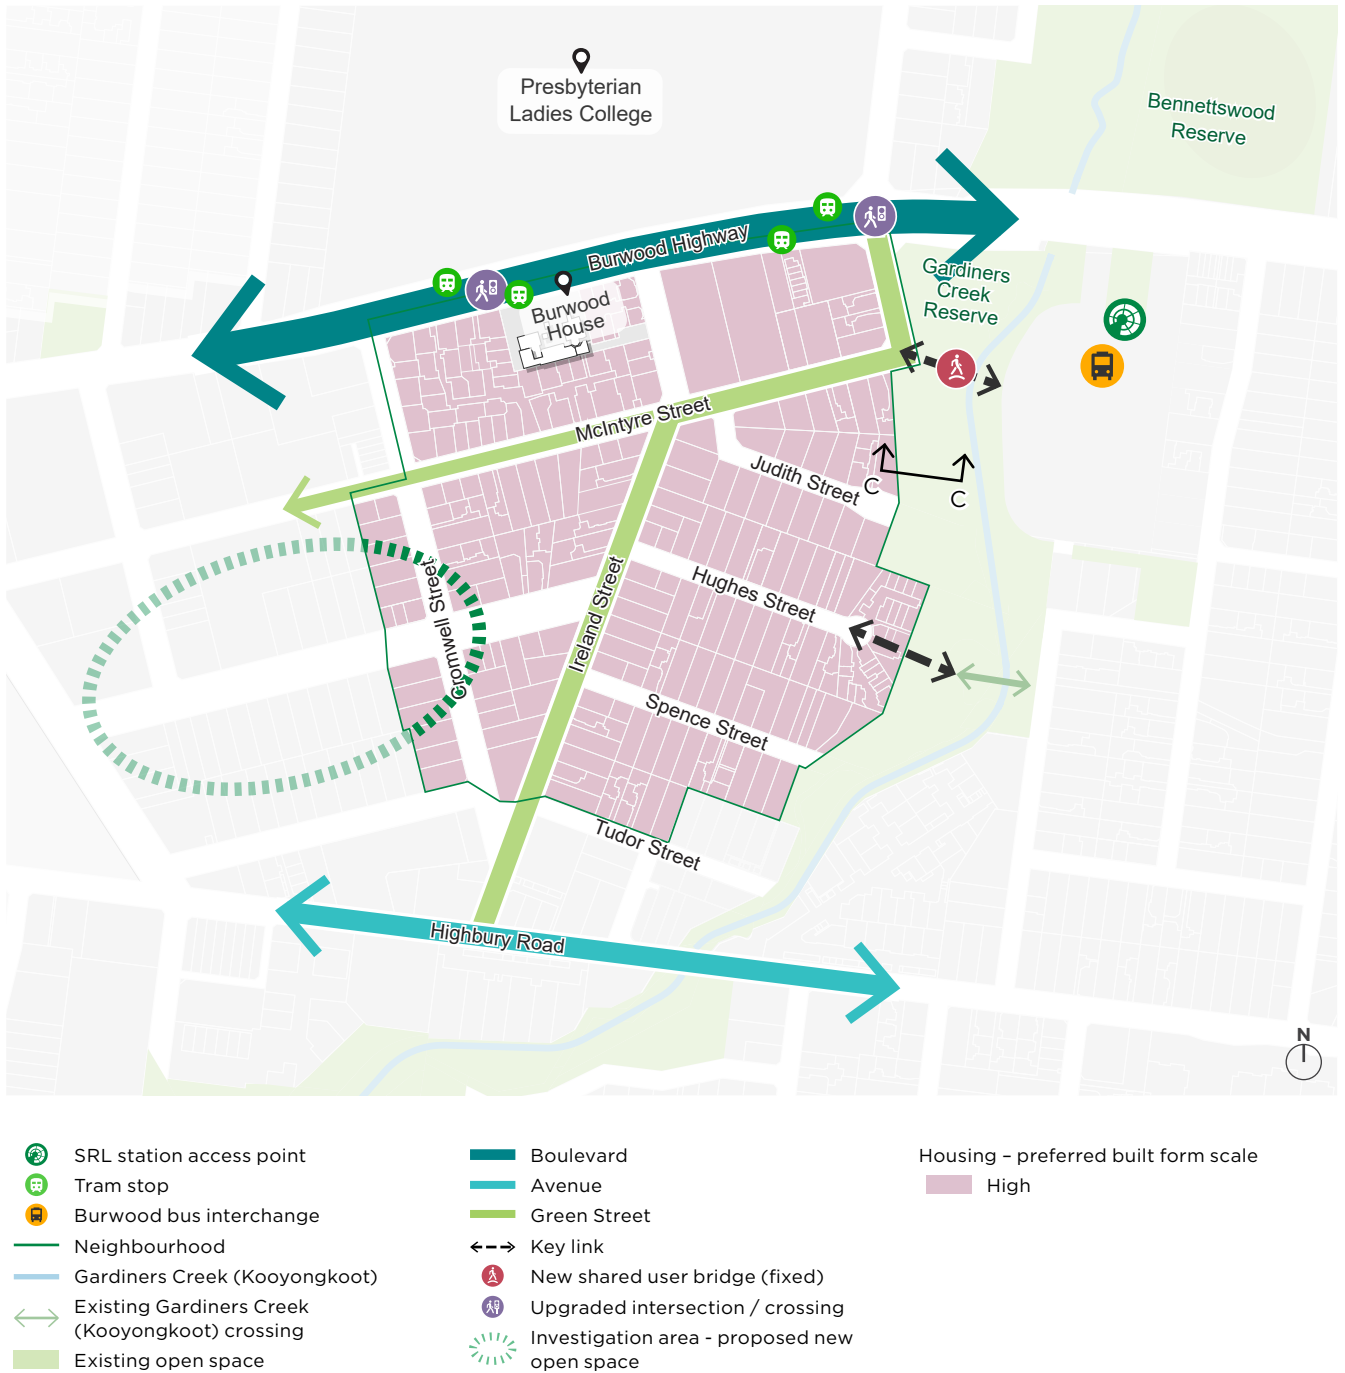 Presbyterian
Ladies College
Bennettswood
Reserve
Burwood Highway
Burwood
House
Gardiners
Creek
Reserve
McIntyre Street
Judith Street
C
C
Cromwell Street
Ireland Street
Hughes Street
Spence Street
Tudor Street
Highbury Road
N
SRL station access point
Tram stop
Burwood bus interchange
Neighbourhood
Gardiners Creek (Kooyongkoot)
Existing Gardiners Creek
(Kooyongkoot) crossing
Existing open space
Boulevard
Avenue
Green Street
Key link
New shared user bridge (fixed)
Upgraded intersection / crossing
Investigation area - proposed new
open space
Housing – preferred built form scale
High